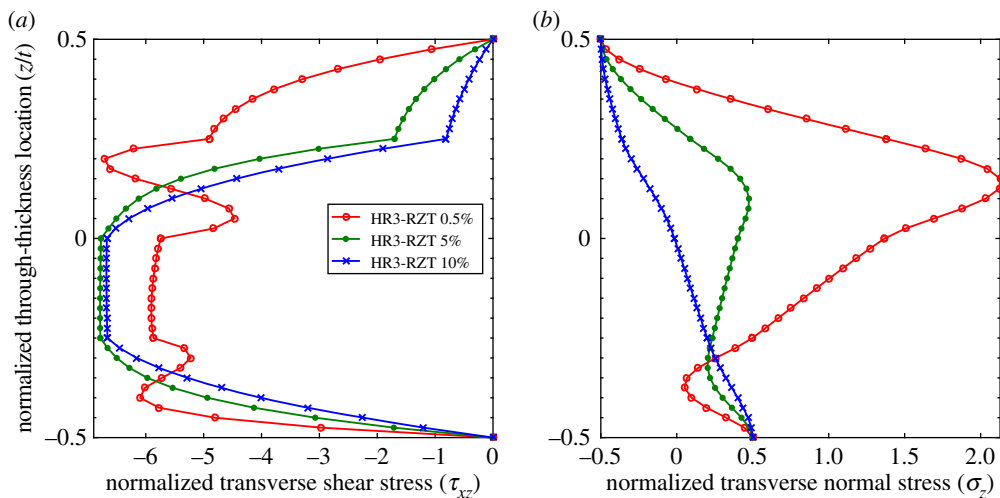 (a)
(b)
normalized through-thickness location (z/t)
0.5
0
−0.5
−6
−5
−4
−3
−2
−1
0
normalized transverse shear stress (τxz)
HR3-RZT 0.5%
HR3-RZT 5%
HR3-RZT 10%
0.5
0
−0.5
−0.5
0
0.5
1.0
1.5
2.0
normalized transverse normal stress (σz)